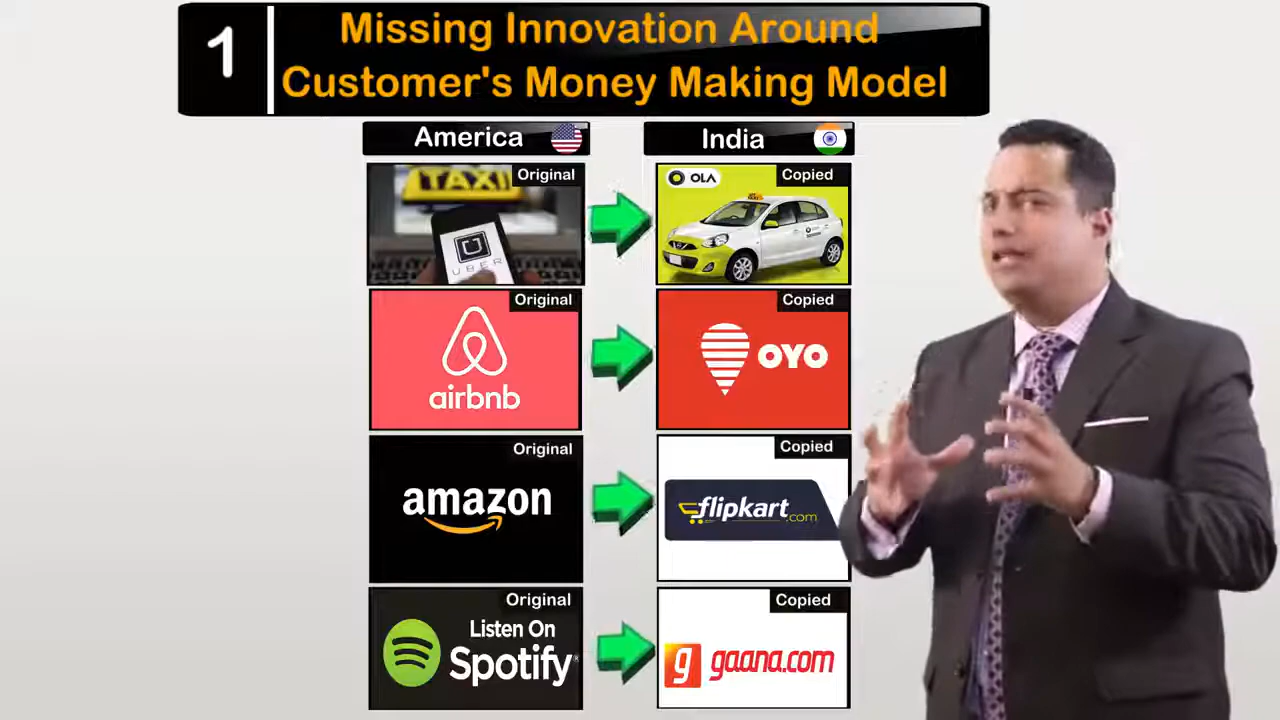 1
Missing Innovation Around
Customer's Money Making Model
America
India
TAXI
Original
UBER
OLA
Copied
Original
airbnb
Copied
OYO
Original
amazon
Copied
flipkart.com
Original
Listen On
Spotify
Copied
g gaana.com